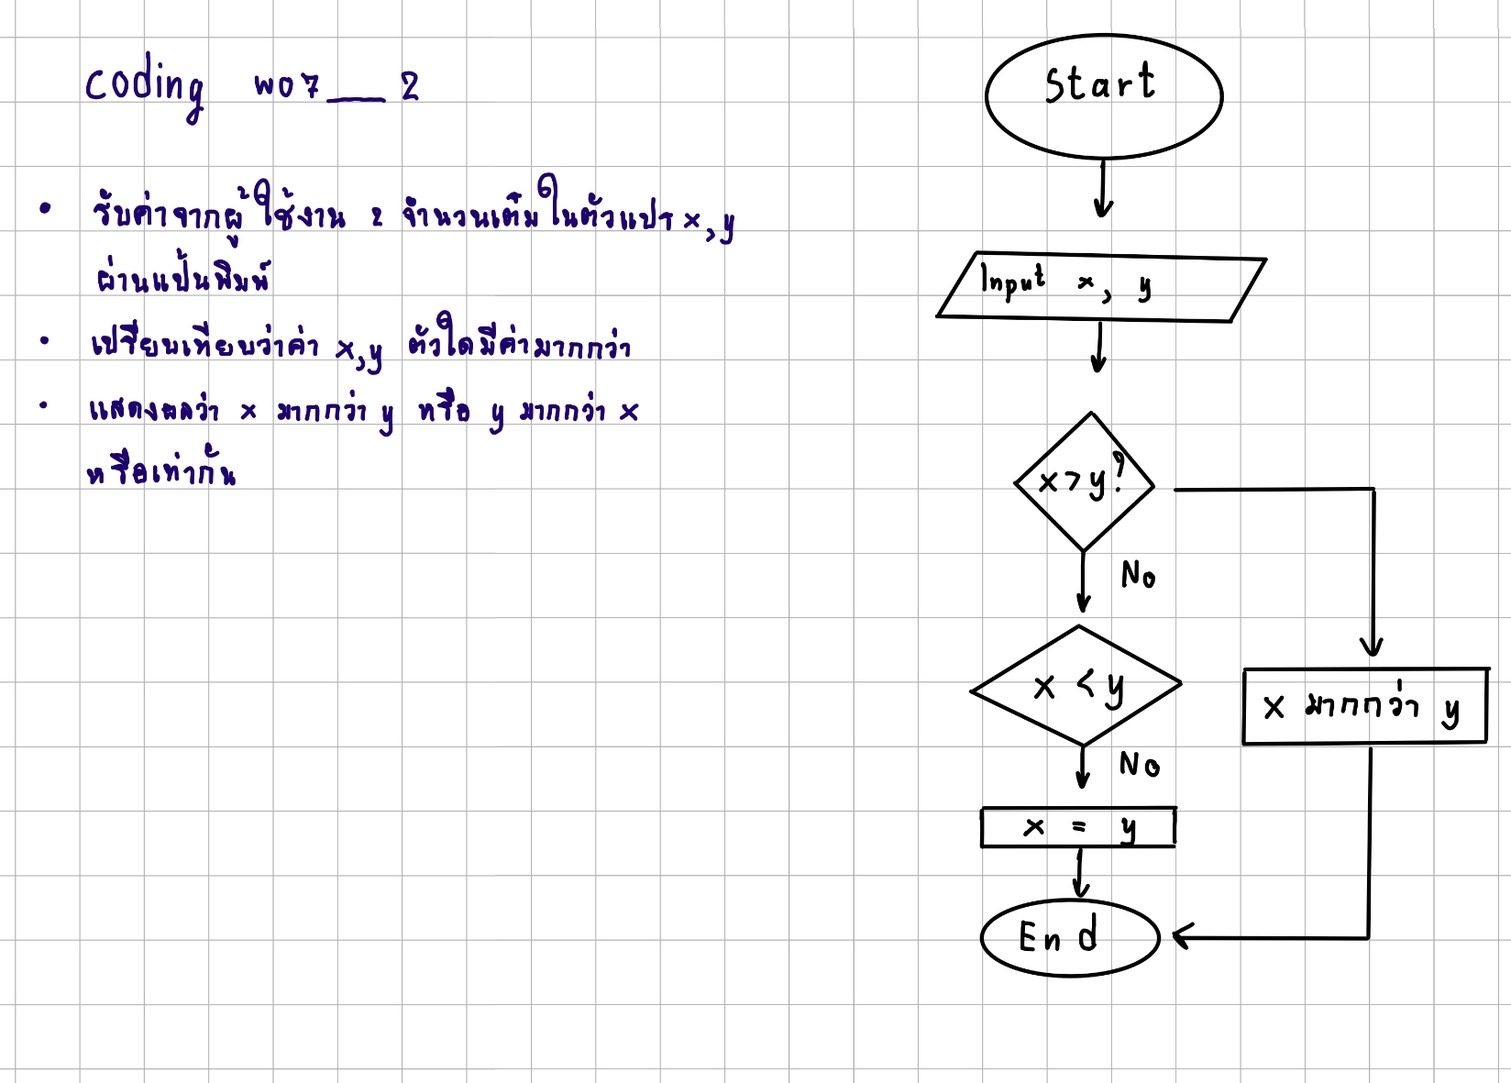 coding w07__2
• รับค่าจากผู้ใช้งาน 2 จำนวนเต็มในตัวแปร x,y
ผ่านแป้นพิมพ์
• เปรียบเทียบว่าค่า x,y ตัวใดมีค่ามากกว่า
• แสดงผลว่า x มากกว่า y หรือ y มากกว่า x
หรือเท่ากัน
Start
Input x, y
x>y?
No
x < y
x มากกว่า y
No
x = y
End